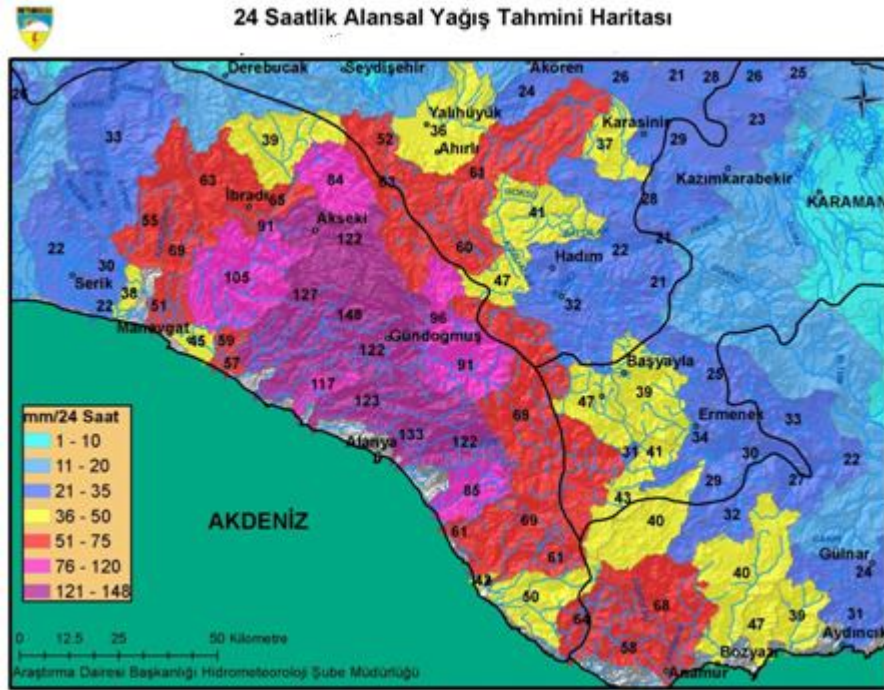 24 Saatlik Alansal Yağış Tahmini Haritası
Derebucak
Seydişehir
Akören
26
21
28
26
25
24
26
33
39
52
Yalıhüyük
36
Ahırlı
Karasinir
37
29
23
63
84
63
61
Kazımkarabekir
İbradı
65
28
KARAMAN
55
91
Akseki
122
41
69
60
22
21
22
30
Serik
105
47
Hadim
21
38
127
32
22
51
148
96
Manavgat
45
59
122
Gündoğmuş
57
91
Başyayla
25
117
47
39
mm/24 Saat
123
69
Ermenek
33
1 - 10
133
122
34
11 - 20
Alanya
31
41
30
22
21 - 35
85
29
27
36 - 50
43
51 - 75
AKDENİZ
61
69
40
32
76 - 120
61
40
Gülnar
121 - 148
42
24
50
68
64
39
31
0 12.5 25 50 Kilometre
58
47
Aydıncık
Bozyazı
Araştırma Dairesi Başkanlığı Hidrometeoroloji Şube Müdürlüğü
Anamur